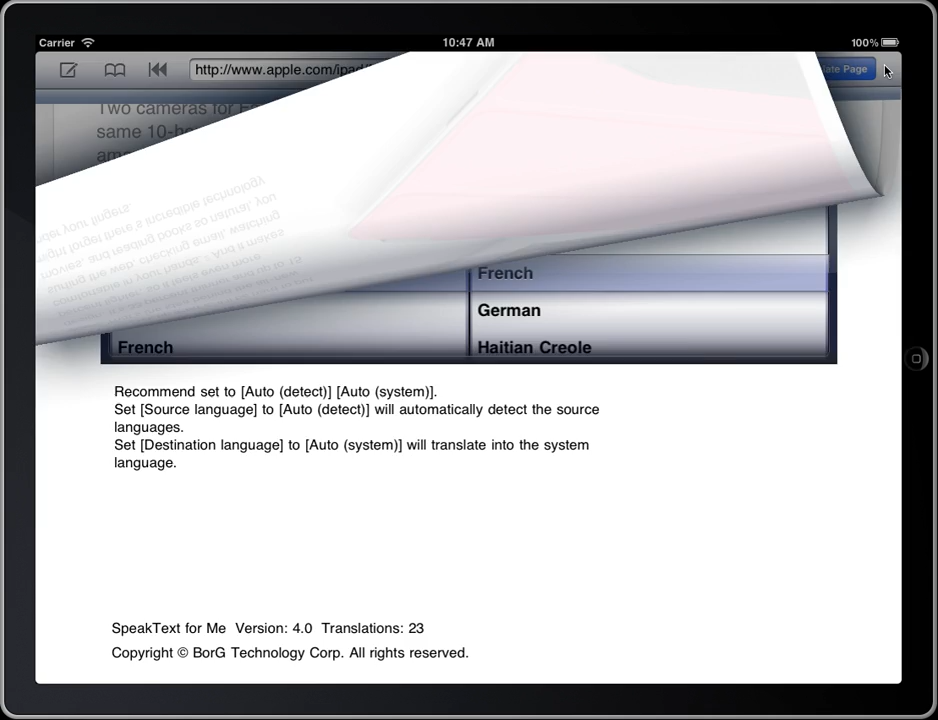 Carrier
10:47 AM
100%
http://www.apple.com/ipad
ate Page
Two cameras for
same 10-ho
French
German
French
Haitian Creole
Recommend set to [Auto (detect)] [Auto (system)].
Set [Source language] to [Auto (detect)] will automatically detect the source
languages.
Set [Destination language] to [Auto (system)] will translate into the system
language.
SpeakText for Me Version: 4.0 Translations: 23
Copyright © BorG Technology Corp. All rights reserved.